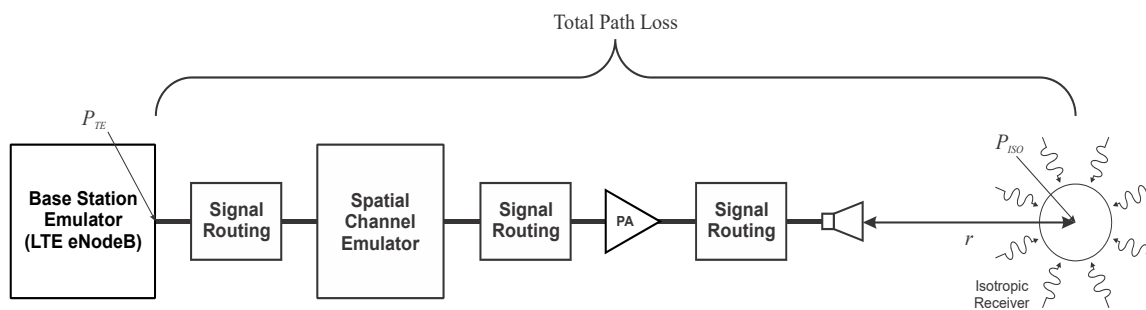 Total Path Loss
P_TE
P_ISO
Base Station
Emulator
(LTE eNodeB)
Signal
Routing
Spatial
Channel
Emulator
Signal
Routing
PA
Signal
Routing
r
Isotropic
Receiver